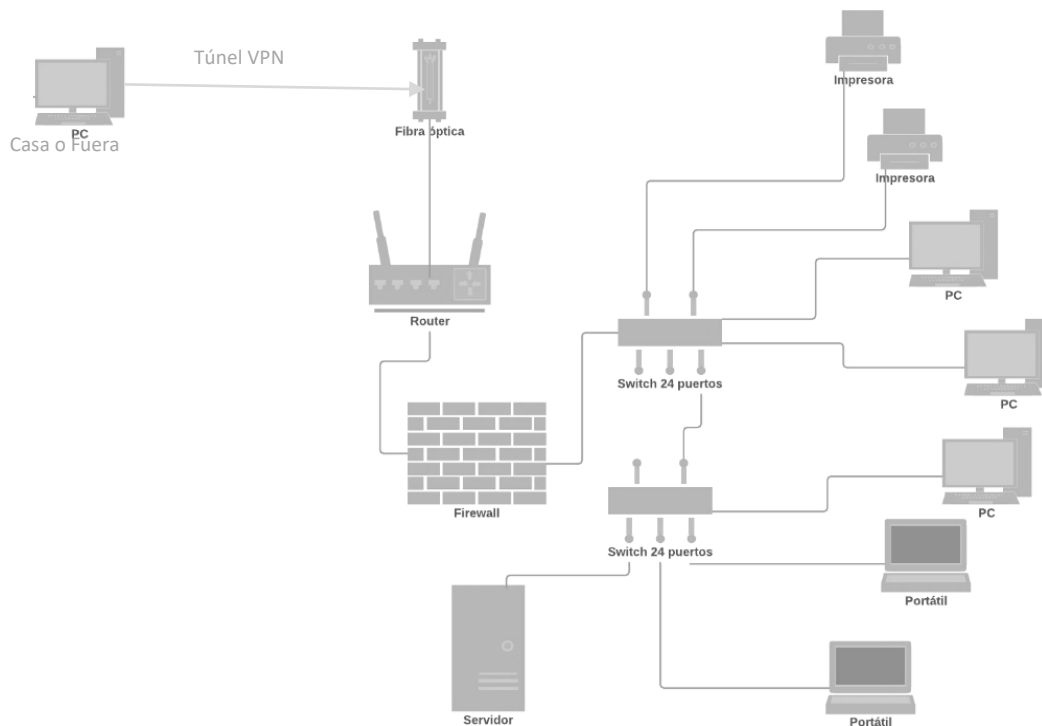 Túnel VPN
PC
Casa o Fuera
Fibra óptica
Impresora
Impresora
PC
Router
PC
Switch 24 puertos
PC
Firewall
Switch 24 puertos
Portátil
Servidor
Portátil